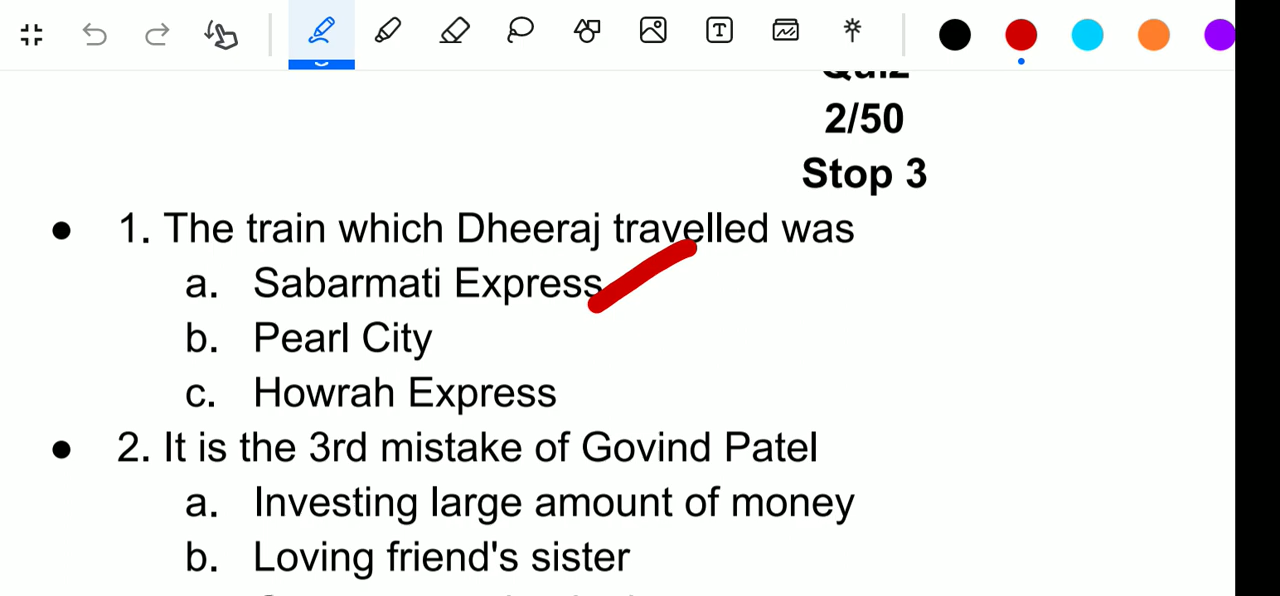 Quiz
2/50
Stop 3
● 1. The train which Dheeraj travelled was
a. Sabarmati Express
b. Pearl City
c. Howrah Express
● 2. It is the 3rd mistake of Govind Patel
a. Investing large amount of money
b. Loving friend's sister